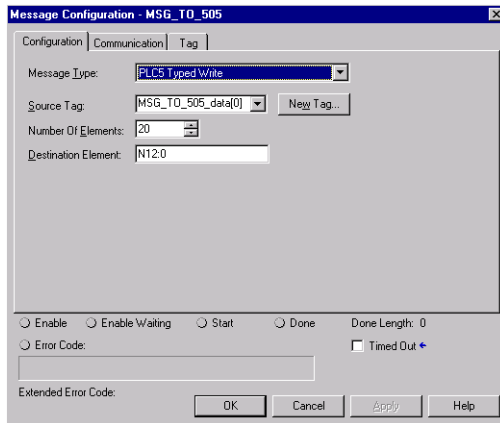 Message Configuration - MSG_TO_505
Configuration Communication Tag
Message Type: PLC5 Typed Write
Source Tag: MSG_TO_505_data[0] New Tag...
Number Of Elements: 20
Destination Element: N12:0
Enable Enable Waiting Start Done Done Length: 0
Error Code: Timed Out
Extended Error Code:
OK Cancel Apply Help